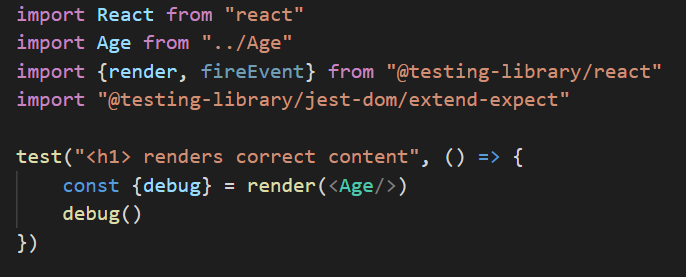 import React from "react"
import Age from "../Age"
import {render, fireEvent} from "@testing-library/react"
import "@testing-library/jest-dom/extend-expect"
test("<h1> renders correct content", () => {
const {debug} = render(<Age/>)
debug()
})